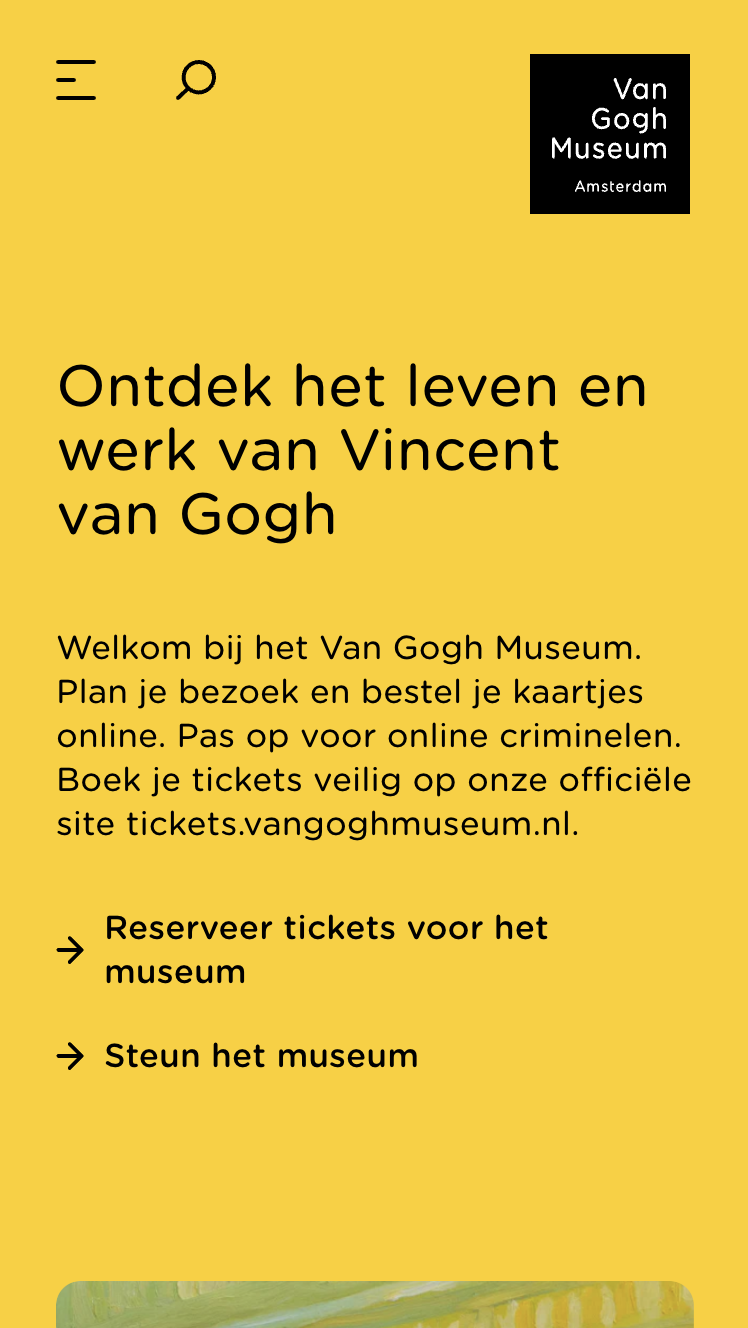 Van
Gogh
Museum
Amsterdam
Ontdek het leven en
werk van Vincent
van Gogh
Welkom bij het Van Gogh Museum.
Plan je bezoek en bestel je kaartjes
online. Pas op voor online criminelen.
Boek je tickets veilig op onze officiële
site tickets.vangoghmuseum.nl.
Reserveer tickets voor het
museum
Steun het museum